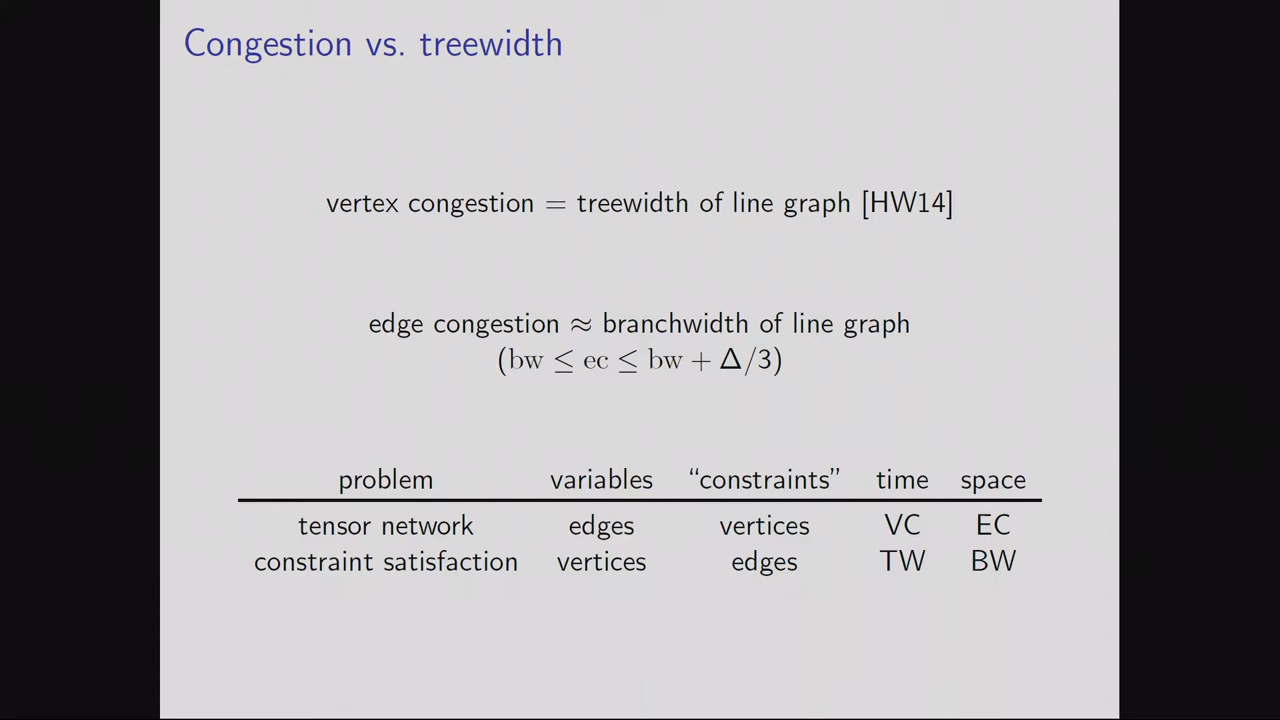 Congestion vs. treewidth
vertex congestion = treewidth of line graph [HW14]
edge congestion ≈ branchwidth of line graph
(bw ≤ ec ≤ bw + Δ/3)
problem variables “constraints” time space
tensor network edges vertices VC EC
constraint satisfaction vertices edges TW BW